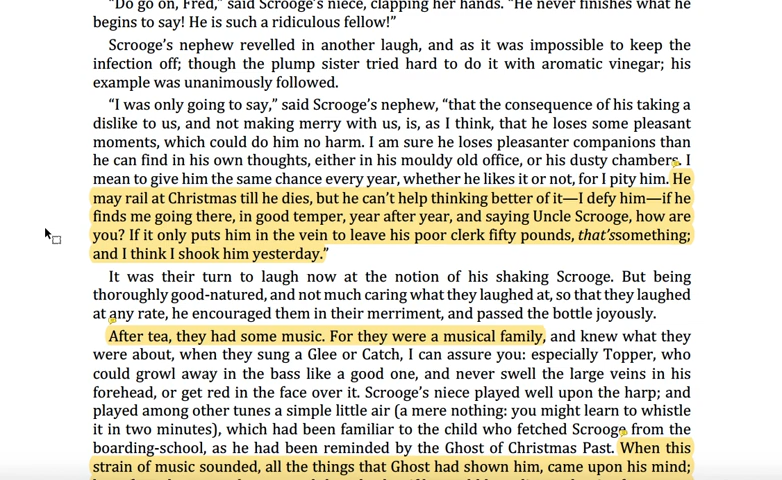 "Do go on, Fred," said Scrooge's niece, clapping her hands. "He never finishes what he
begins to say! He is such a ridiculous fellow!"
Scrooge's nephew revelled in another laugh, and as it was impossible to keep the
infection off; though the plump sister tried hard to do it with aromatic vinegar; his
example was unanimously followed.
"I was only going to say," said Scrooge's nephew, "that the consequence of his taking a
dislike to us, and not making merry with us, is, as I think, that he loses some pleasant
moments, which could do him no harm. I am sure he loses pleasanter companions than
he can find in his own thoughts, either in his mouldy old office, or his dusty chambers. I
mean to give him the same chance every year, whether he likes it or not, for I pity him. He
may rail at Christmas till he dies, but he can't help thinking better of it—I defy him—if he
finds me going there, in good temper, year after year, and saying Uncle Scrooge, how are
you? If it only puts him in the vein to leave his poor clerk fifty pounds, that'ssomething;
and I think I shook him yesterday."
It was their turn to laugh now at the notion of his shaking Scrooge. But being
thoroughly good-natured, and not much caring what they laughed at, so that they laughed
at any rate, he encouraged them in their merriment, and passed the bottle joyously.
After tea, they had some music. For they were a musical family, and knew what they
were about, when they sung a Glee or Catch, I can assure you: especially Topper, who
could growl away in the bass like a good one, and never swell the large veins in his
forehead, or get red in the face over it. Scrooge's niece played well upon the harp; and
played among other tunes a simple little air (a mere nothing: you might learn to whistle
it in two minutes), which had been familiar to the child who fetched Scrooge from the
boarding-school, as he had been reminded by the Ghost of Christmas Past. When this
strain of music sounded, all the things that Ghost had shown him, came upon his mind;